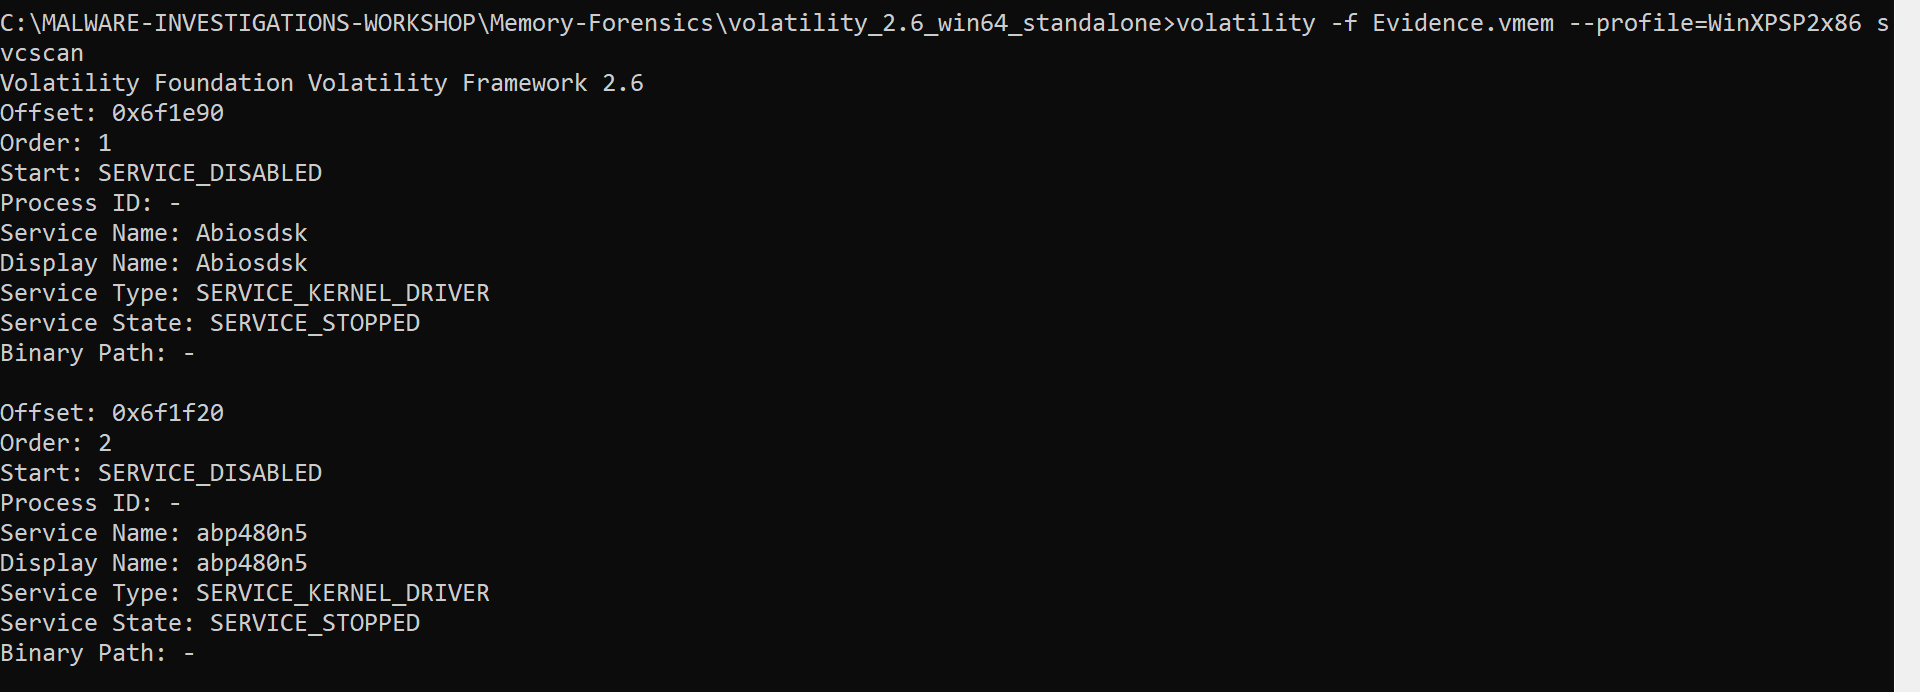 C:\MALWARE-INVESTIGATIONS-WORKSHOP\Memory-Forensics\volatility_2.6_win64_standalone>volatility -f Evidence.vmem --profile=WinXPSP2x86 s
vcscan
Volatility Foundation Volatility Framework 2.6
Offset: 0x6f1e90
Order: 1
Start: SERVICE_DISABLED
Process ID: -
Service Name: Abiosdsk
Display Name: Abiosdsk
Service Type: SERVICE_KERNEL_DRIVER
Service State: SERVICE_STOPPED
Binary Path: -

Offset: 0x6f1f20
Order: 2
Start: SERVICE_DISABLED
Process ID: -
Service Name: abp480n5
Display Name: abp480n5
Service Type: SERVICE_KERNEL_DRIVER
Service State: SERVICE_STOPPED
Binary Path: -